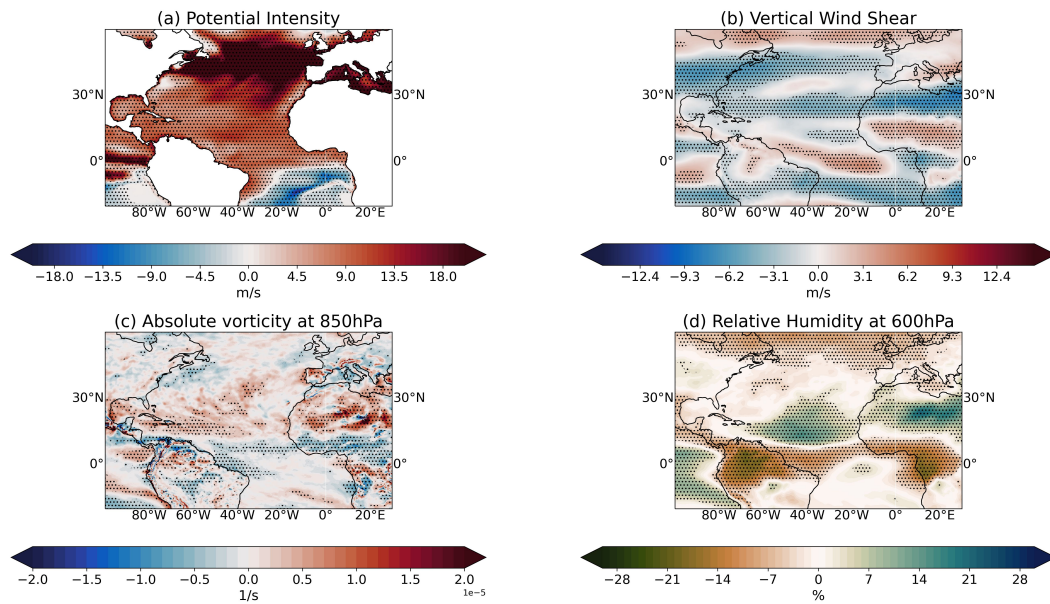 (a) Potential Intensity
30°N
0°
0°
80°W 60°W 40°W 20°W 0° 20°E
−18.0 −13.5 −9.0 −4.5 0.0 4.5 9.0 13.5 18.0
m/s
(b) Vertical Wind Shear
30°N
30°N
0°
0°
80°W 60°W 40°W 20°W 0° 20°E
−12.4 −9.3 −6.2 −3.1 0.0 3.1 6.2 9.3 12.4
m/s
(c) Absolute vorticity at 850hPa
30°N
30°N
0°
0°
80°W 60°W 40°W 20°W 0° 20°E
−2.0 −1.5 −1.0 −0.5 0.0 0.5 1.0 1.5 2.0
1/s
1e−5
(d) Relative Humidity at 600hPa
30°N
30°N
0°
0°
80°W 60°W 40°W 20°W 0° 20°E
−28 −21 −14 −7 0 7 14 21 28
%